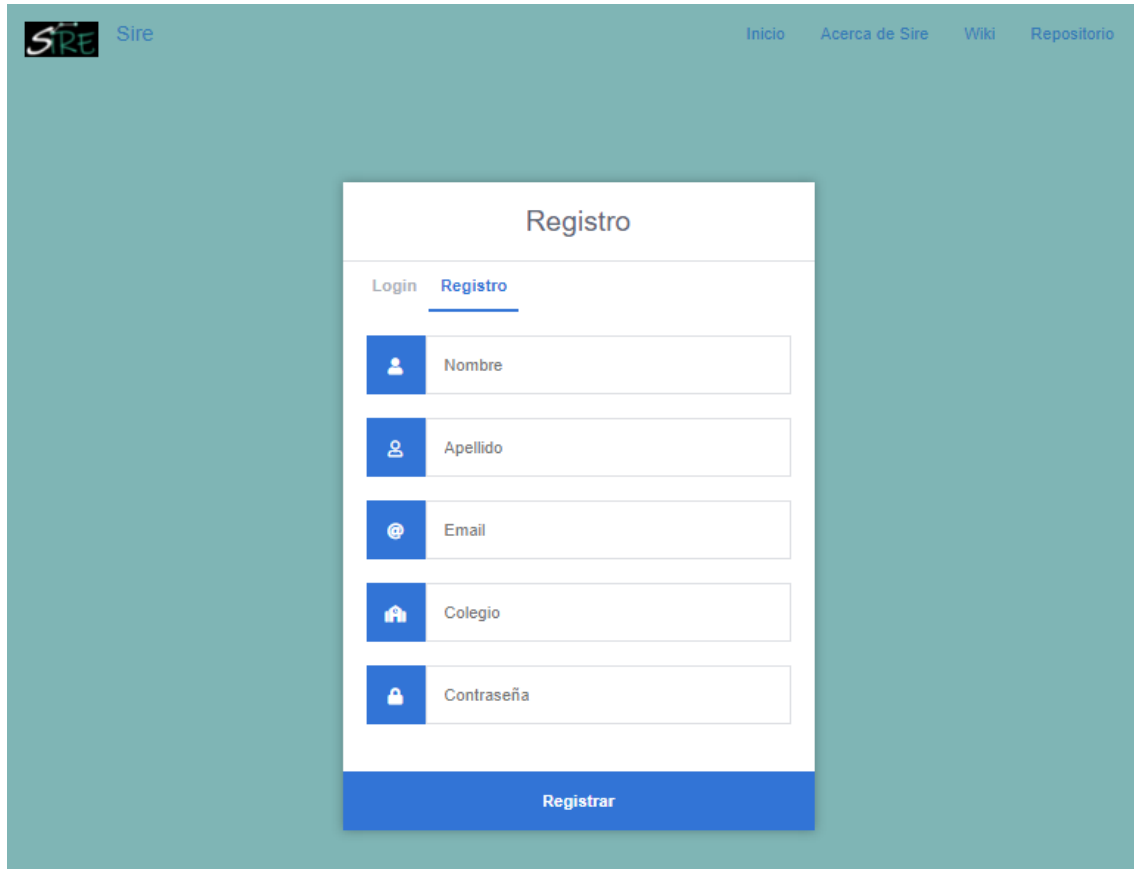 SIRE Sire Inicio Acerca de Sire Wiki Repositorio
Registro
Login Registro
Nombre
Apellido
@ Email
Colegio
Contraseña
Registrar